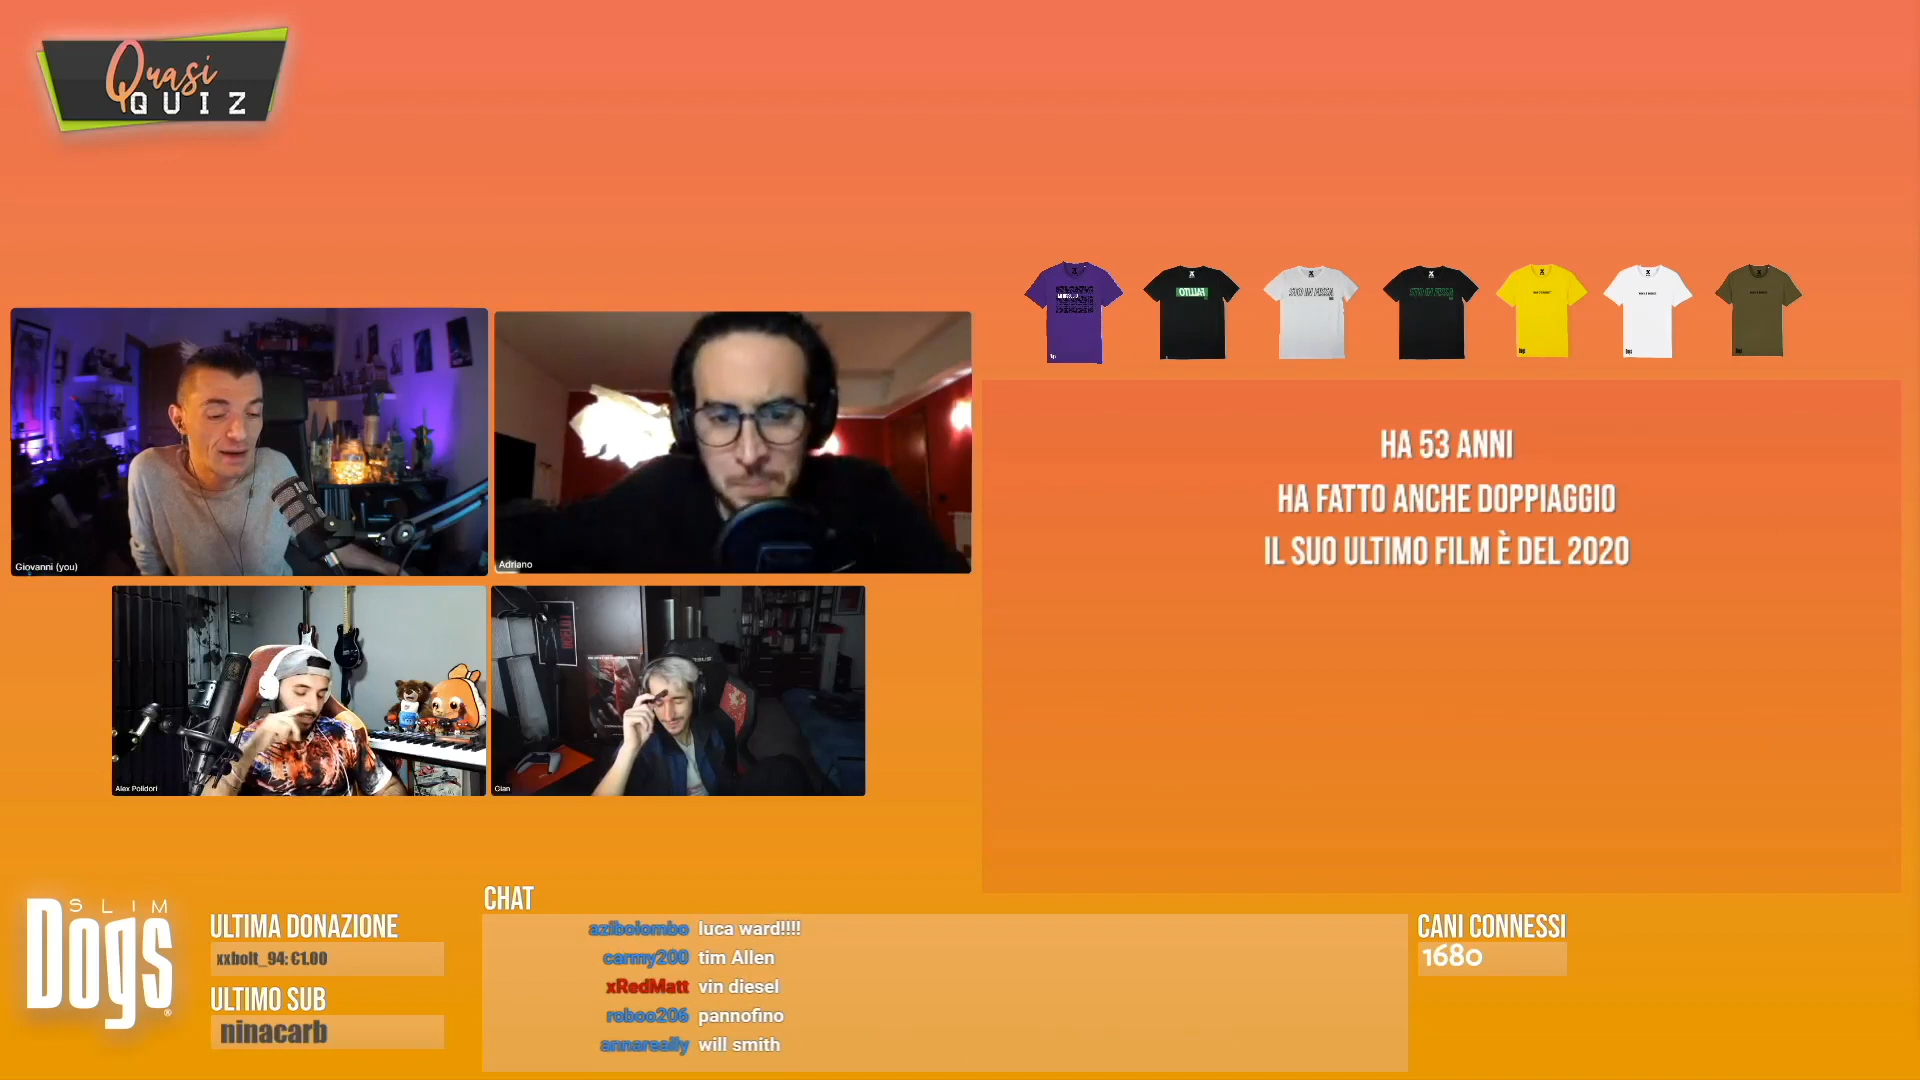 Quasi
QUIZ
FALLITO
HA 53 ANNI
HA FATTO ANCHE DOPPIAGGIO
IL SUO ULTIMO FILM È DEL 2020
Giovanni (you)
Adriano
Alex Polidori
Gian
SLIM
Dogs
ULTIMA DONAZIONE
xxbolt_94: €1.00
ULTIMO SUB
ninacarb
CHAT
aziboiombo luca ward!!!!
carmy200 tim Allen
xRedMatt vin diesel
roboo206 pannofino
annareally will smith
CANI CONNESSI
1680